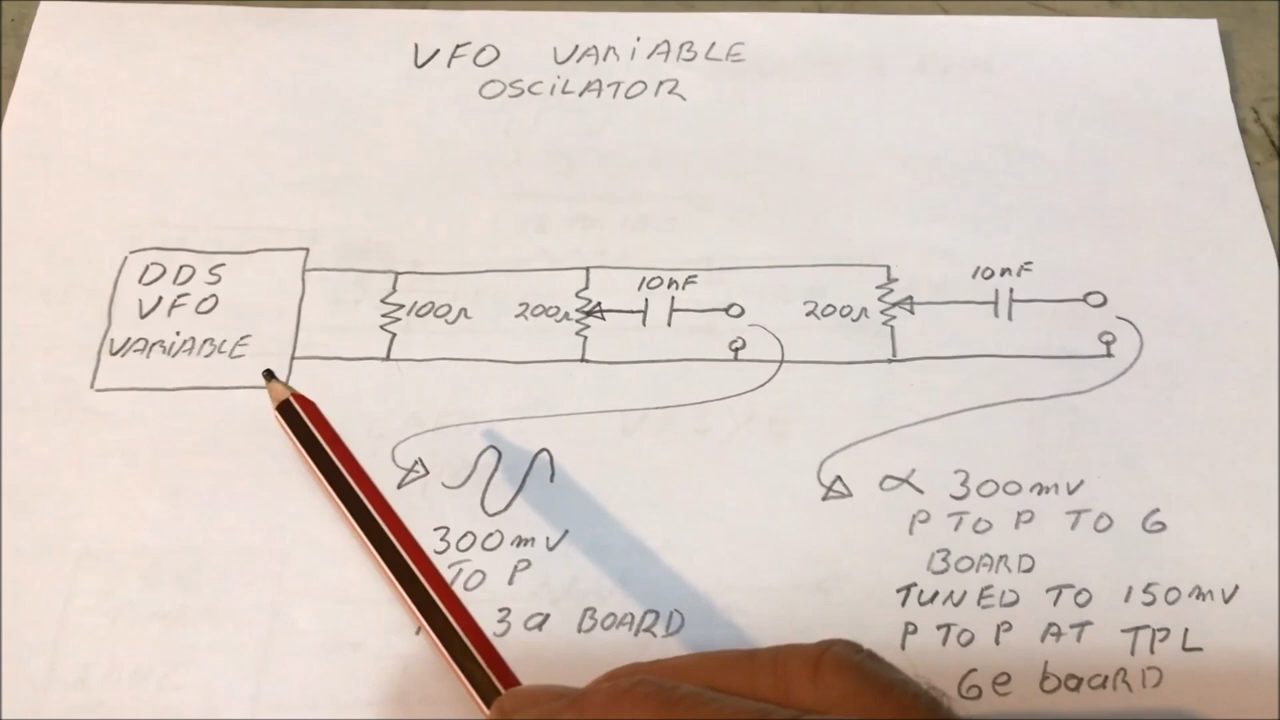 VFO VARIABLE
OSCILATOR
DDS
VFO
VARIABLE
100Ω
200Ω
10nF
200Ω
10nF
300mV
TO P
3a BOARD
∝ 300mV
P TO P TO 6
BOARD
TUNED TO 150mV
P TO P AT TPL
6e board